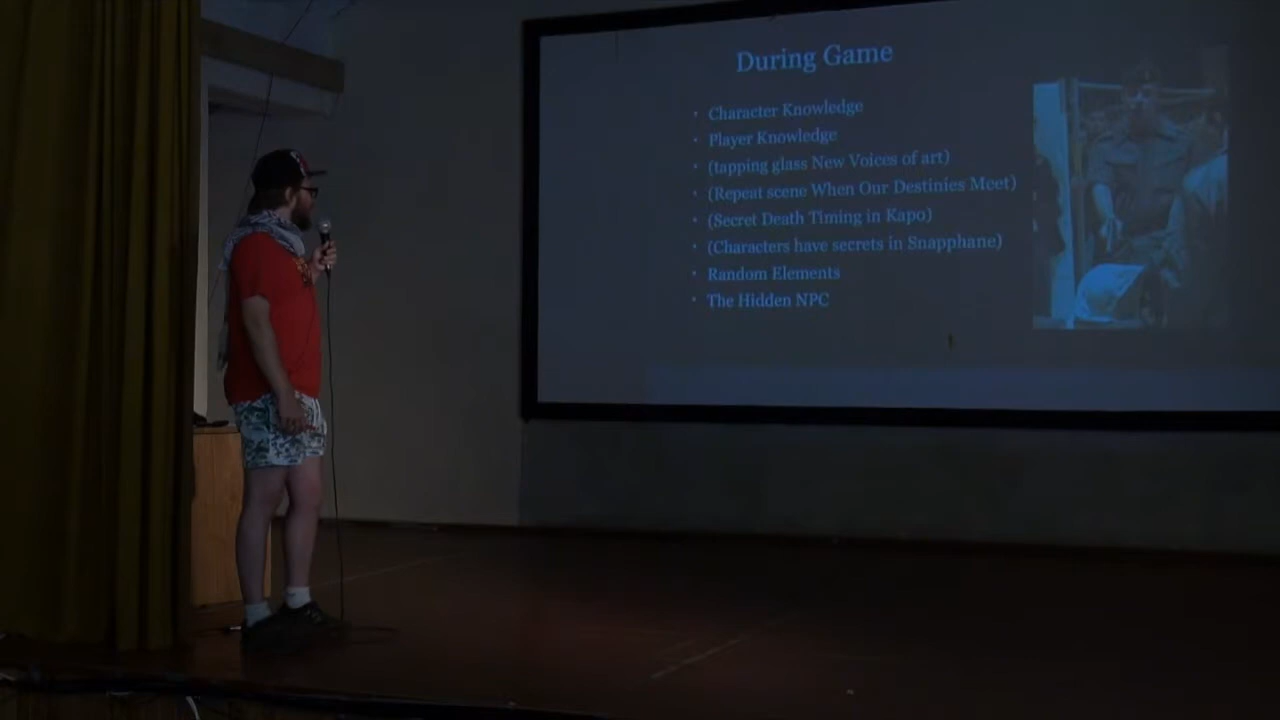 During Game
• Character Knowledge
• Player Knowledge
• (tapping glass New Voices of art)
• (Repeat scene When Our Destinies Meet)
• (Secret Death Timing in Kapo)
• (Characters have secrets in Snapphane)
• Random Elements
• The Hidden NPC